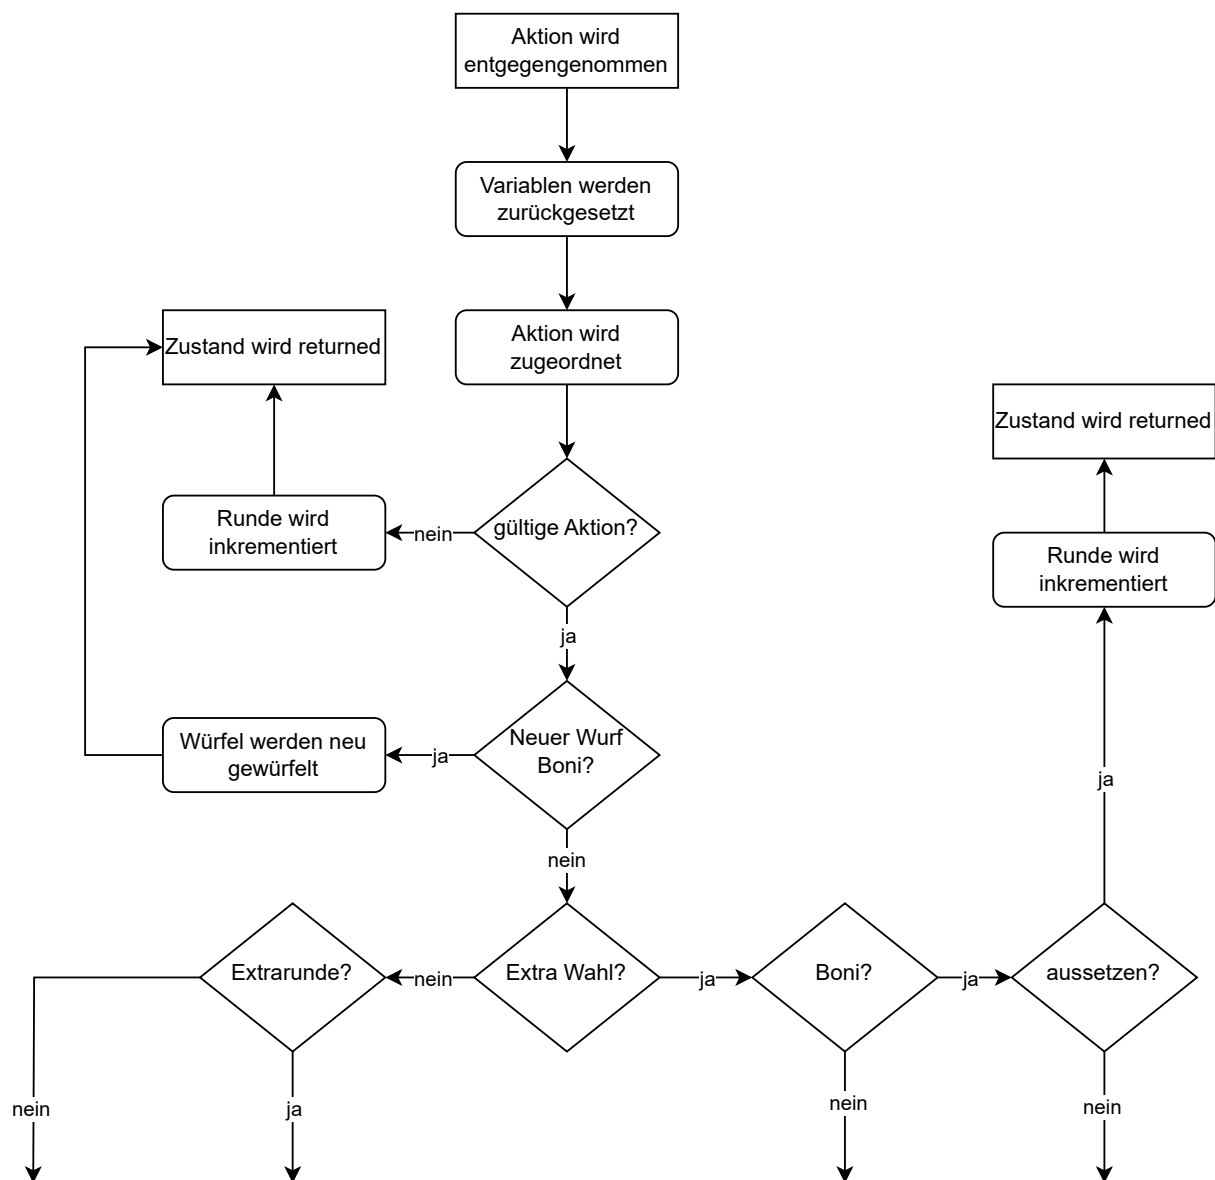 Aktion wird
entgegengenommen
Variablen werden
zurückgesetzt
Aktion wird
zugeordnet
Zustand wird returned
Zustand wird returned
gültige Aktion?
nein
Runde wird
inkrementiert
Runde wird
inkrementiert
ja
Neuer Wurf
Boni?
ja
Würfel werden neu
gewürfelt
ja
nein
Extrarunde?
nein
Extra Wahl?
ja
Boni?
ja
aussetzen?
nein
ja
nein
nein